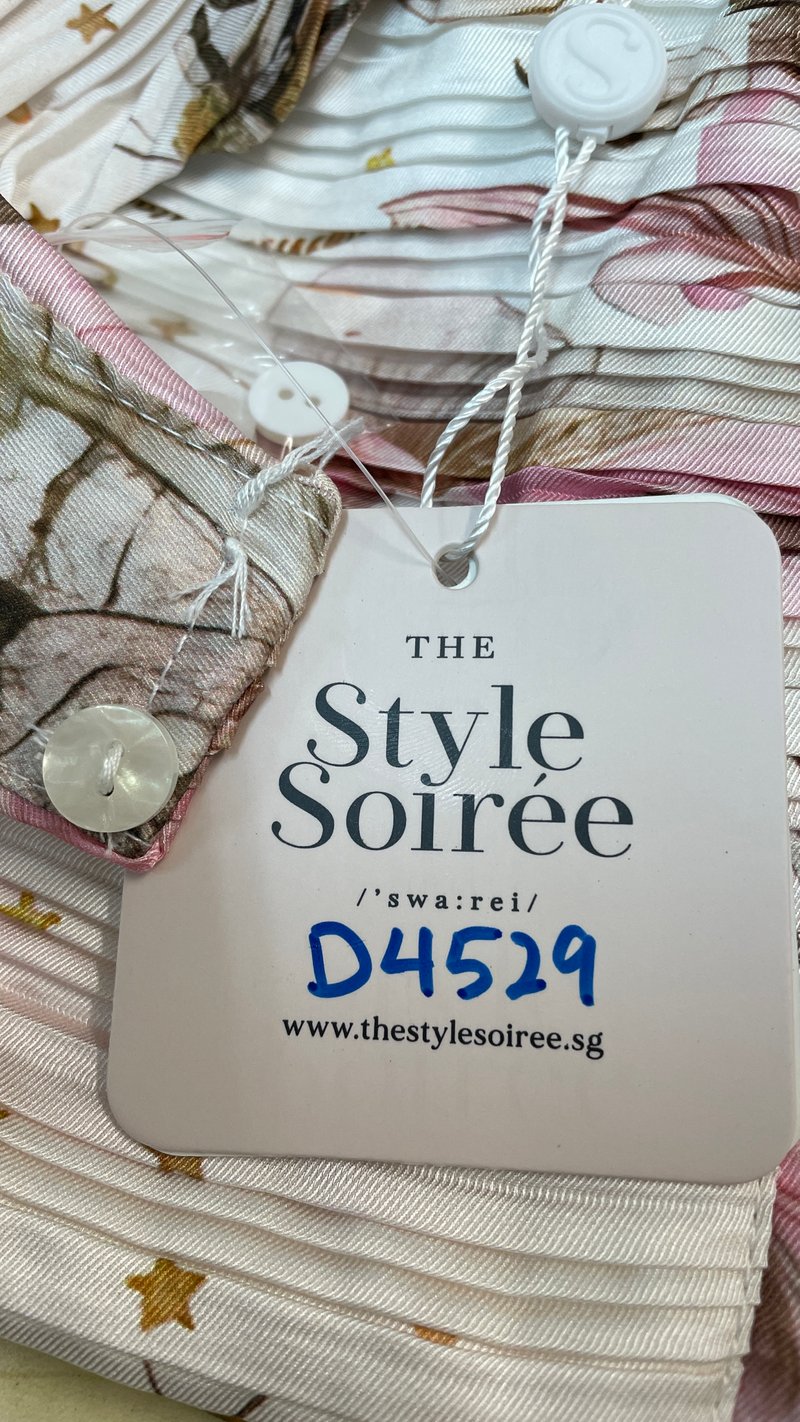 S
THE
Style
Soirée
/'swa:rei/
D4529
www.thestylesoiree.sg